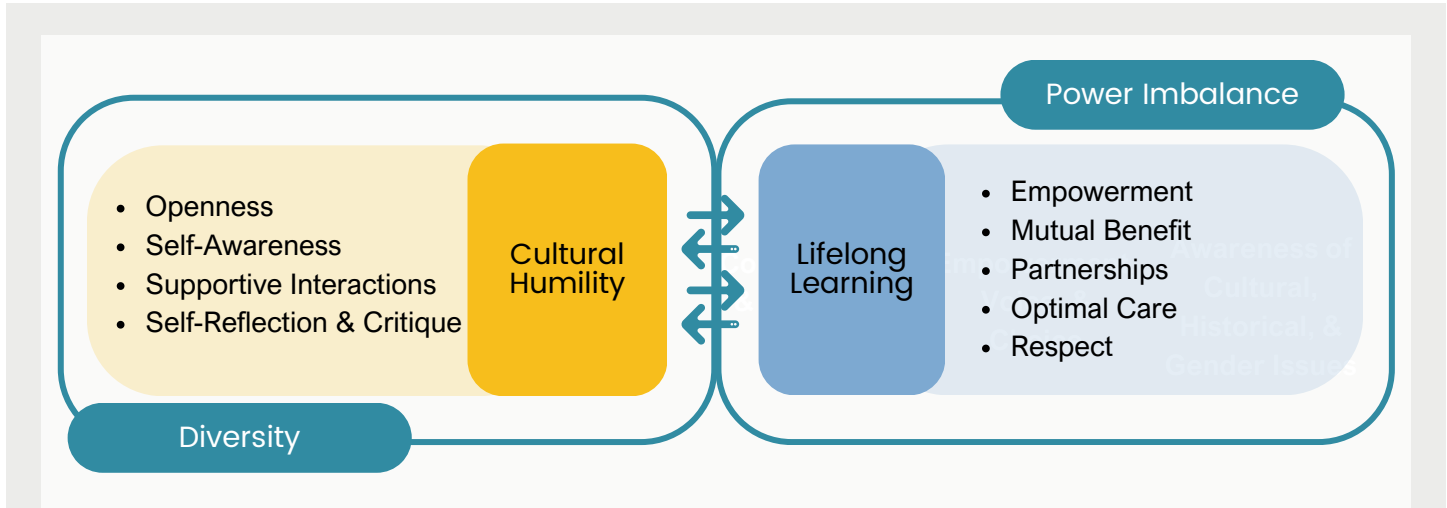 Power Imbalance
• Openness
• Self-Awareness
• Supportive Interactions
• Self-Reflection & Critique
Cultural
Humility
Lifelong
Learning
• Empowerment
• Mutual Benefit
• Partnerships
• Optimal Care
• Respect
Awareness of
Cultural,
Historical, &
Gender Issues
Diversity